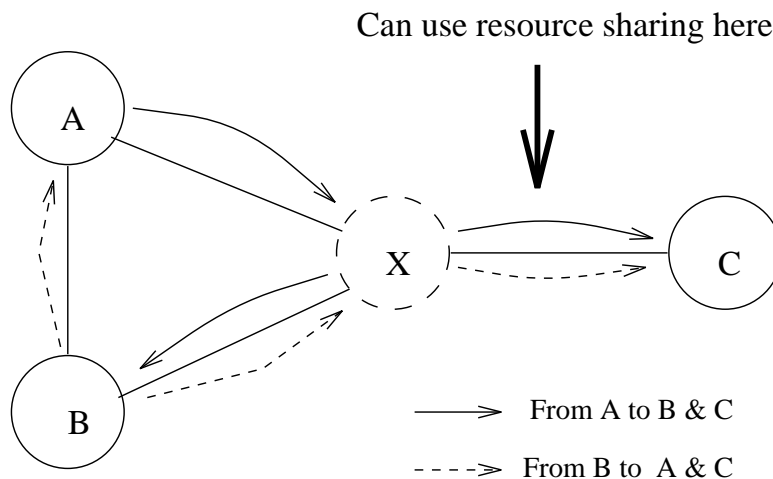 Can use resource sharing here
A
X
C
B
From A to B & C
From B to A & C